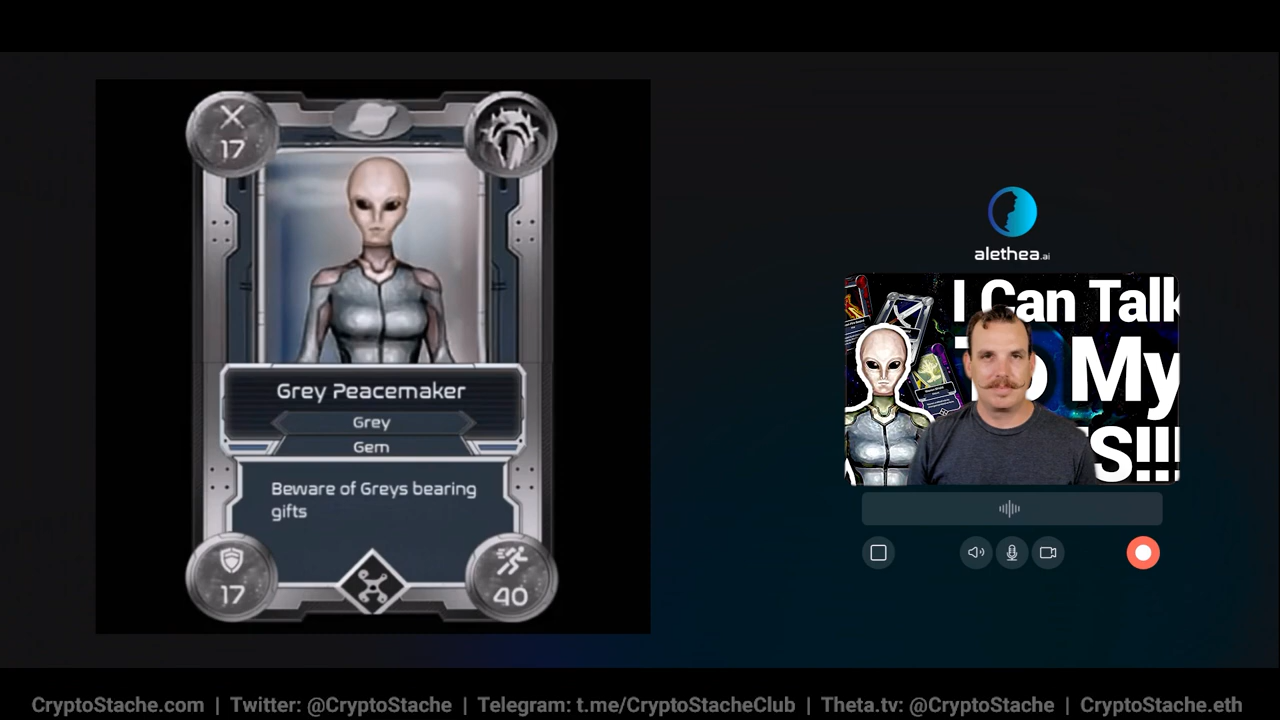 17
Grey Peacemaker
Grey
Gem
Beware of Greys bearing
gifts
17
40
alethea.ai
I Can Talk
My
S!!!
CryptoStache.com | Twitter: @CryptoStache | Telegram: t.me/CryptoStacheClub | Theta.tv: @CryptoStache | CryptoStache.eth